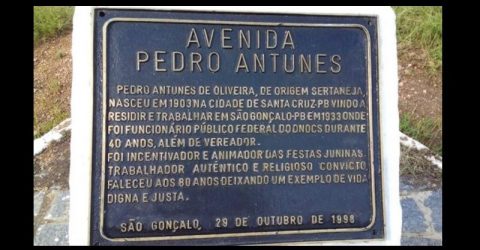 AVENIDA
PEDRO ANTUNES
PEDRO ANTUNES DE OLIVEIRA, DE ORIGEM SERTANEJA,
NASCEU EM 1903 NA CIDADE DE SANTA CRUZ-PB VINDO A
RESIDIR E TRABALHAR EM SÃO GONÇALO-PB EM 1933 ONDE
FOI FUNCIONÁRIO PÚBLICO FEDERAL DO DNOCS DURANTE
40 ANOS, ALÉM DE VEREADOR.
FOI INCENTIVADOR E ANIMADOR DAS FESTAS JUNINAS.
TRABALHADOR AUTÊNTICO E RELIGIOSO CONVICTO,
FALECEU AOS 80 ANOS DEIXANDO UM EXEMPLO DE VIDA
DIGNA E JUSTA.
SÃO GONÇALO, 29 DE OUTUBRO DE 1998